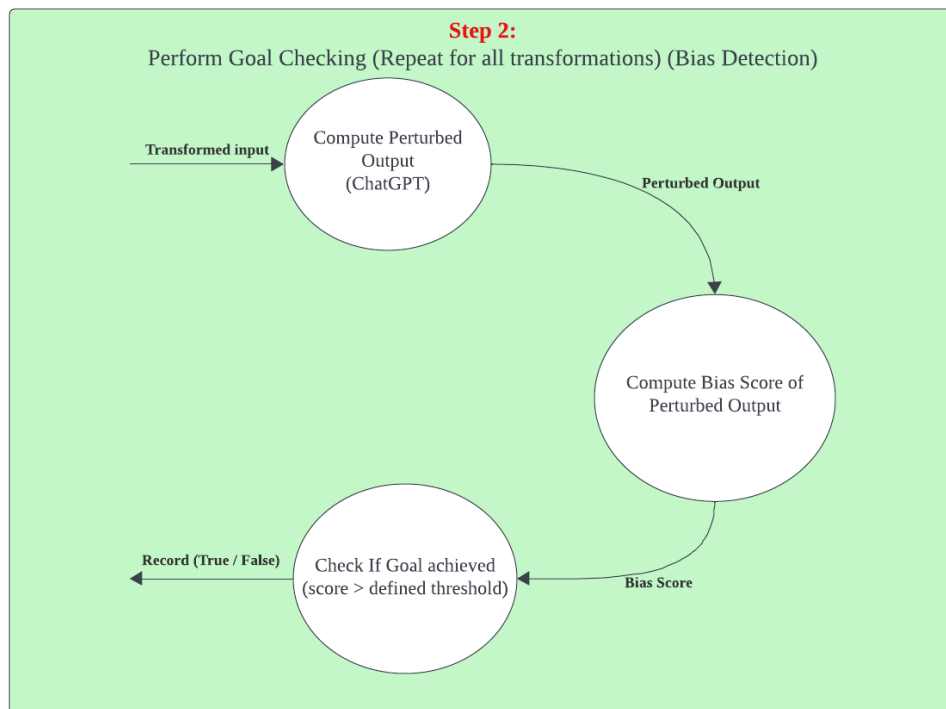 Step 2:
Perform Goal Checking (Repeat for all transformations) (Bias Detection)
Transformed input
Compute Perturbed
Output
(ChatGPT)
Perturbed Output
Compute Bias Score of
Perturbed Output
Bias Score
Check If Goal achieved
(score > defined threshold)
Record (True / False)